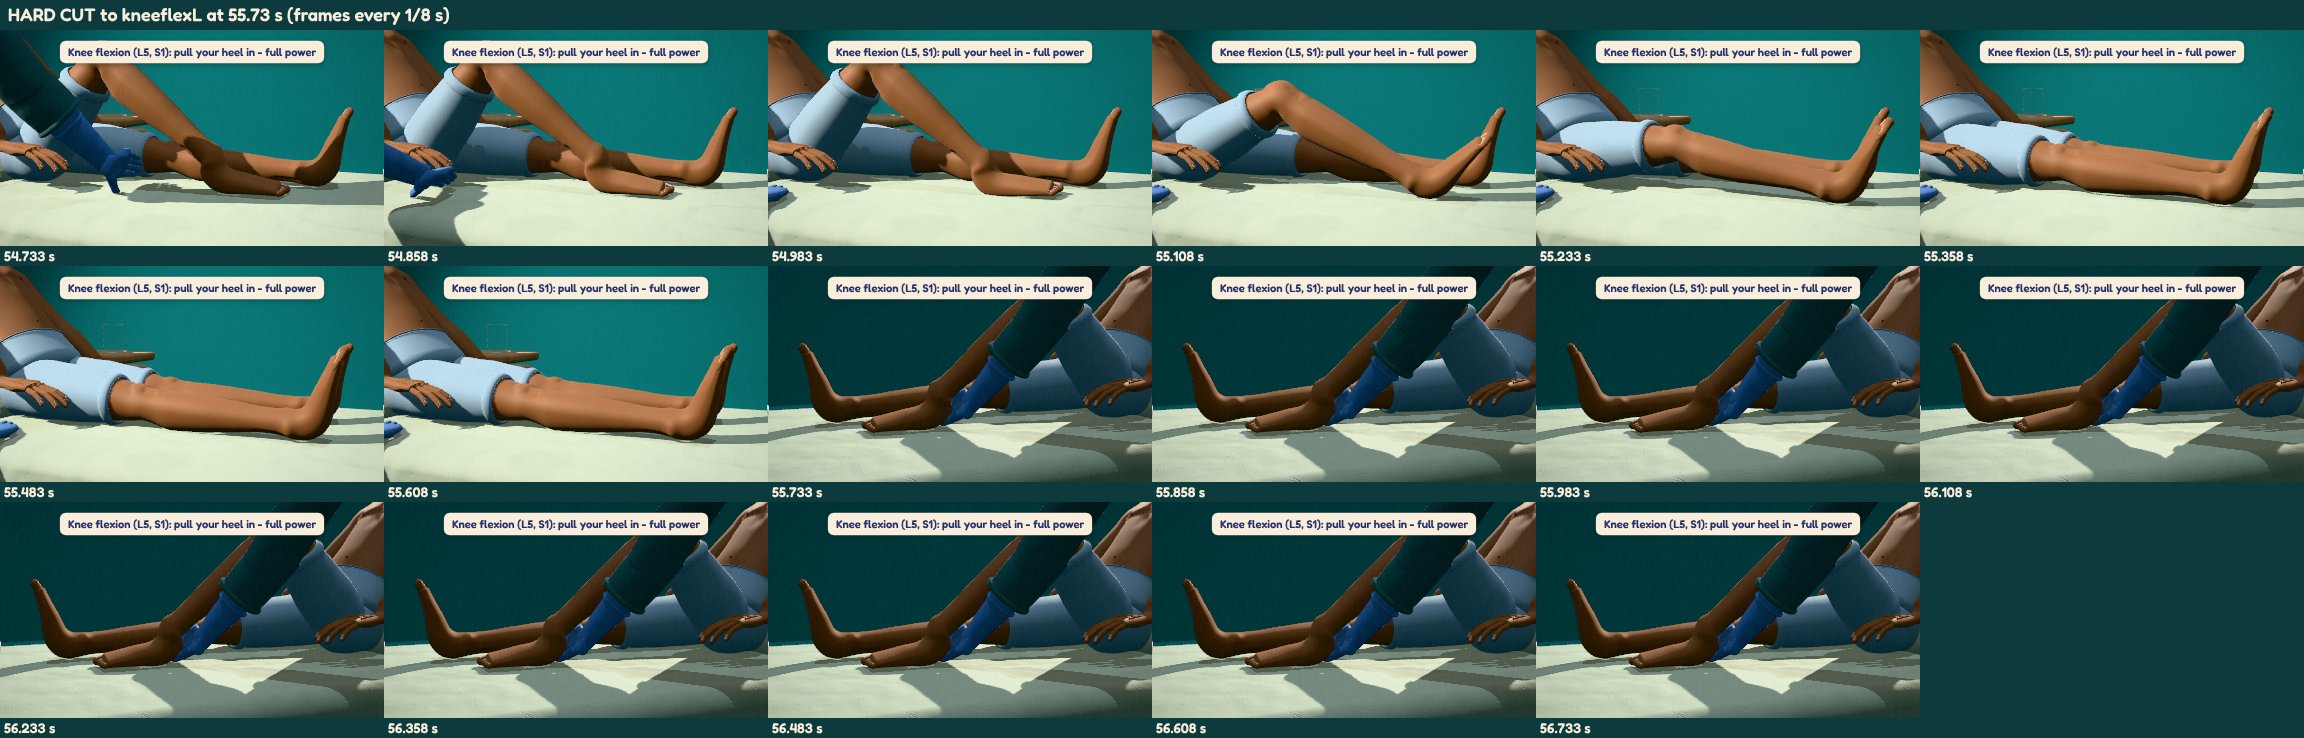 HARD CUT to kneeflexL at 55.73 s (frames every 1/8 s)
Knee flexion (L5, S1): pull your heel in - full power
Knee flexion (L5, S1): pull your heel in - full power
Knee flexion (L5, S1): pull your heel in - full power
Knee flexion (L5, S1): pull your heel in - full power
Knee flexion (L5, S1): pull your heel in - full power
Knee flexion (L5, S1): pull your heel in - full power
54.733 s
54.858 s
54.983 s
55.108 s
55.233 s
55.358 s
Knee flexion (L5, S1): pull your heel in - full power
Knee flexion (L5, S1): pull your heel in - full power
Knee flexion (L5, S1): pull your heel in - full power
Knee flexion (L5, S1): pull your heel in - full power
Knee flexion (L5, S1): pull your heel in - full power
Knee flexion (L5, S1): pull your heel in - full power
55.483 s
55.608 s
55.733 s
55.858 s
55.983 s
56.108 s
Knee flexion (L5, S1): pull your heel in - full power
Knee flexion (L5, S1): pull your heel in - full power
Knee flexion (L5, S1): pull your heel in - full power
Knee flexion (L5, S1): pull your heel in - full power
Knee flexion (L5, S1): pull your heel in - full power
56.233 s
56.358 s
56.483 s
56.608 s
56.733 s